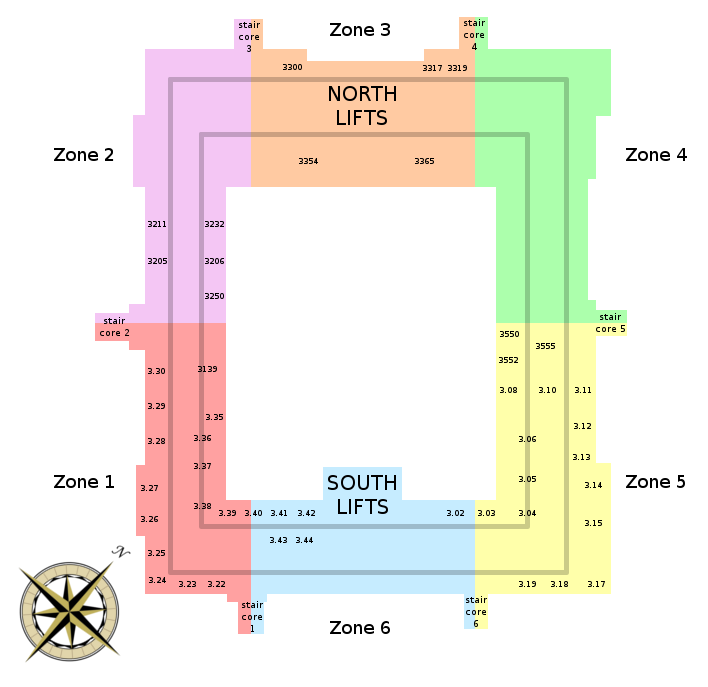 Zone 3
stair
core
3
stair
core
4
3300
3317 3319
NORTH
LIFTS
Zone 2
Zone 4
3354
3365
3211
3232
3205
3206
3250
stair
core 2
stair
core 5
3550
3555
3552
3.30
3139
3.08
3.10
3.11
3.29
3.35
3.12
3.28
3.36
3.06
3.37
3.13
Zone 1
3.27
SOUTH
LIFTS
3.05
3.14
Zone 5
3.26
3.38
3.39
3.40
3.41
3.42
3.02
3.03
3.04
3.15
3.25
3.43
3.44
N
3.24
3.23
3.22
3.19
3.18
3.17
stair
core
1
stair
core
6
Zone 6